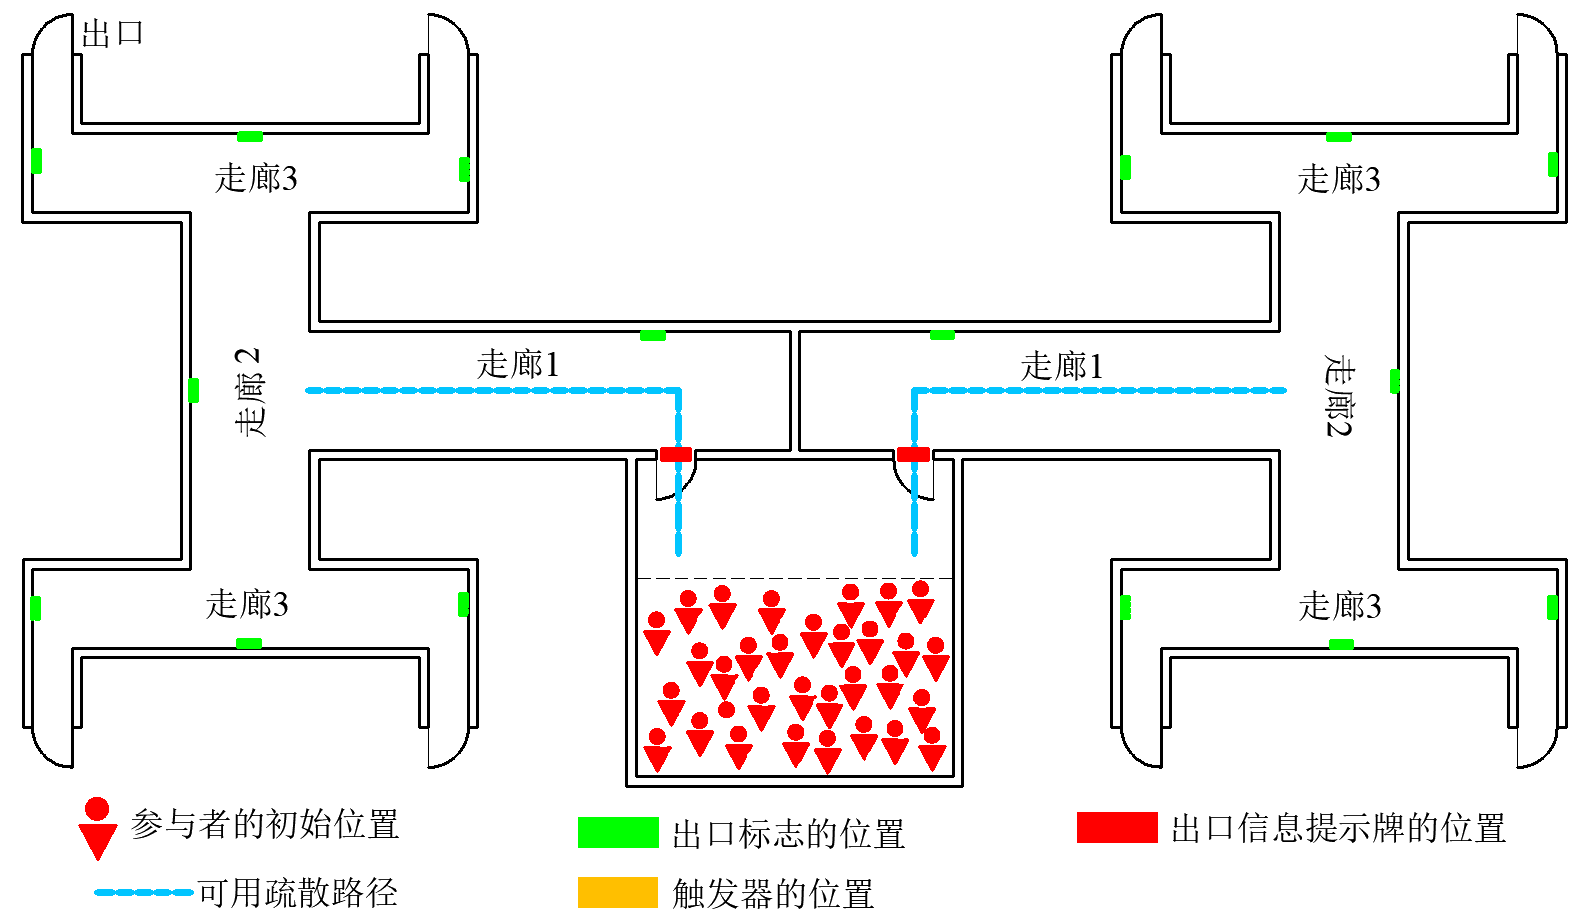 出口
走廊3
走廊3
走廊1
走廊1
走廊 2
走廊2
走廊3
走廊3
参与者的初始位置
出口标志的位置
出口信息提示牌的位置
可用疏散路径
触发器的位置